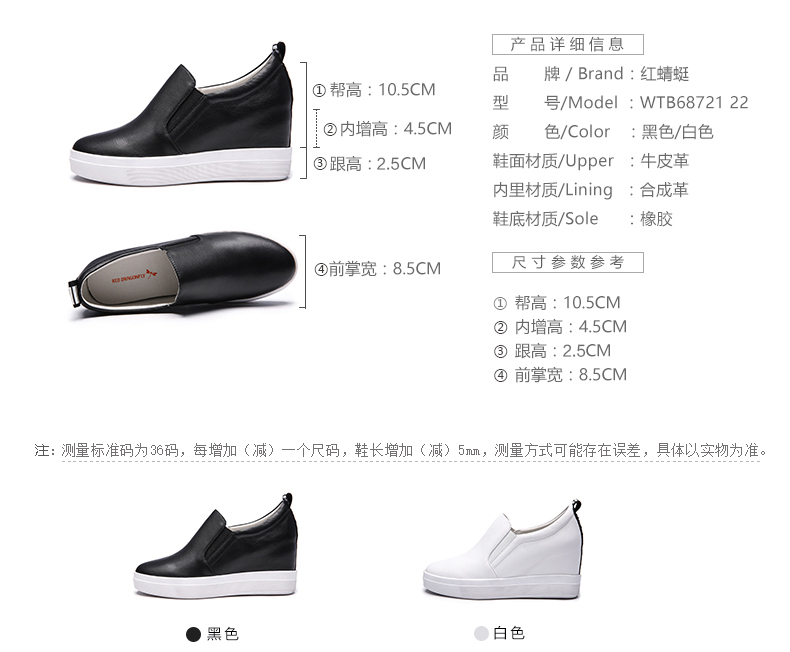 产品详细信息
① 帮高：10.5CM
② 内增高：4.5CM
③ 跟高：2.5CM
品 牌 / Brand：红蜻蜓
型 号/Model ：WTB68721 22
颜 色/Color ：黑色/白色
鞋面材质/Upper ：牛皮革
内里材质/Lining ：合成革
鞋底材质/Sole ：橡胶
RED DRAGONFLY
④前掌宽：8.5CM
尺寸参数参考
① 帮高：10.5CM
② 内增高：4.5CM
③ 跟高：2.5CM
④ 前掌宽：8.5CM
注：测量标准码为36码，每增加（减）一个尺码，鞋长增加（减）5mm，测量方式可能存在误差，具体以实物为准。
黑色
白色